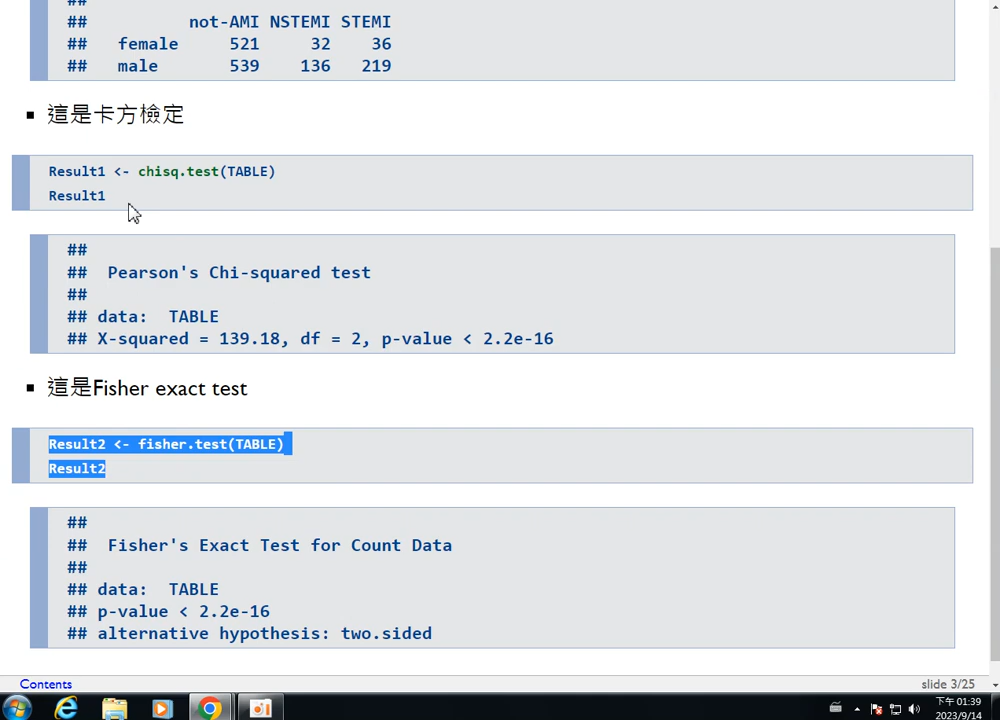 ##
## not-AMI NSTEMI STEMI
## female 521 32 36
## male 539 136 219
這是卡方檢定
Result1 <- chisq.test(TABLE)
Result1
##
## Pearson's Chi-squared test
##
## data: TABLE
## X-squared = 139.18, df = 2, p-value < 2.2e-16
這是Fisher exact test
Result2 <- fisher.test(TABLE)
Result2
##
## Fisher's Exact Test for Count Data
##
## data: TABLE
## p-value < 2.2e-16
## alternative hypothesis: two.sided
Contents
slide 3/25
下午 01:39
2023/9/14